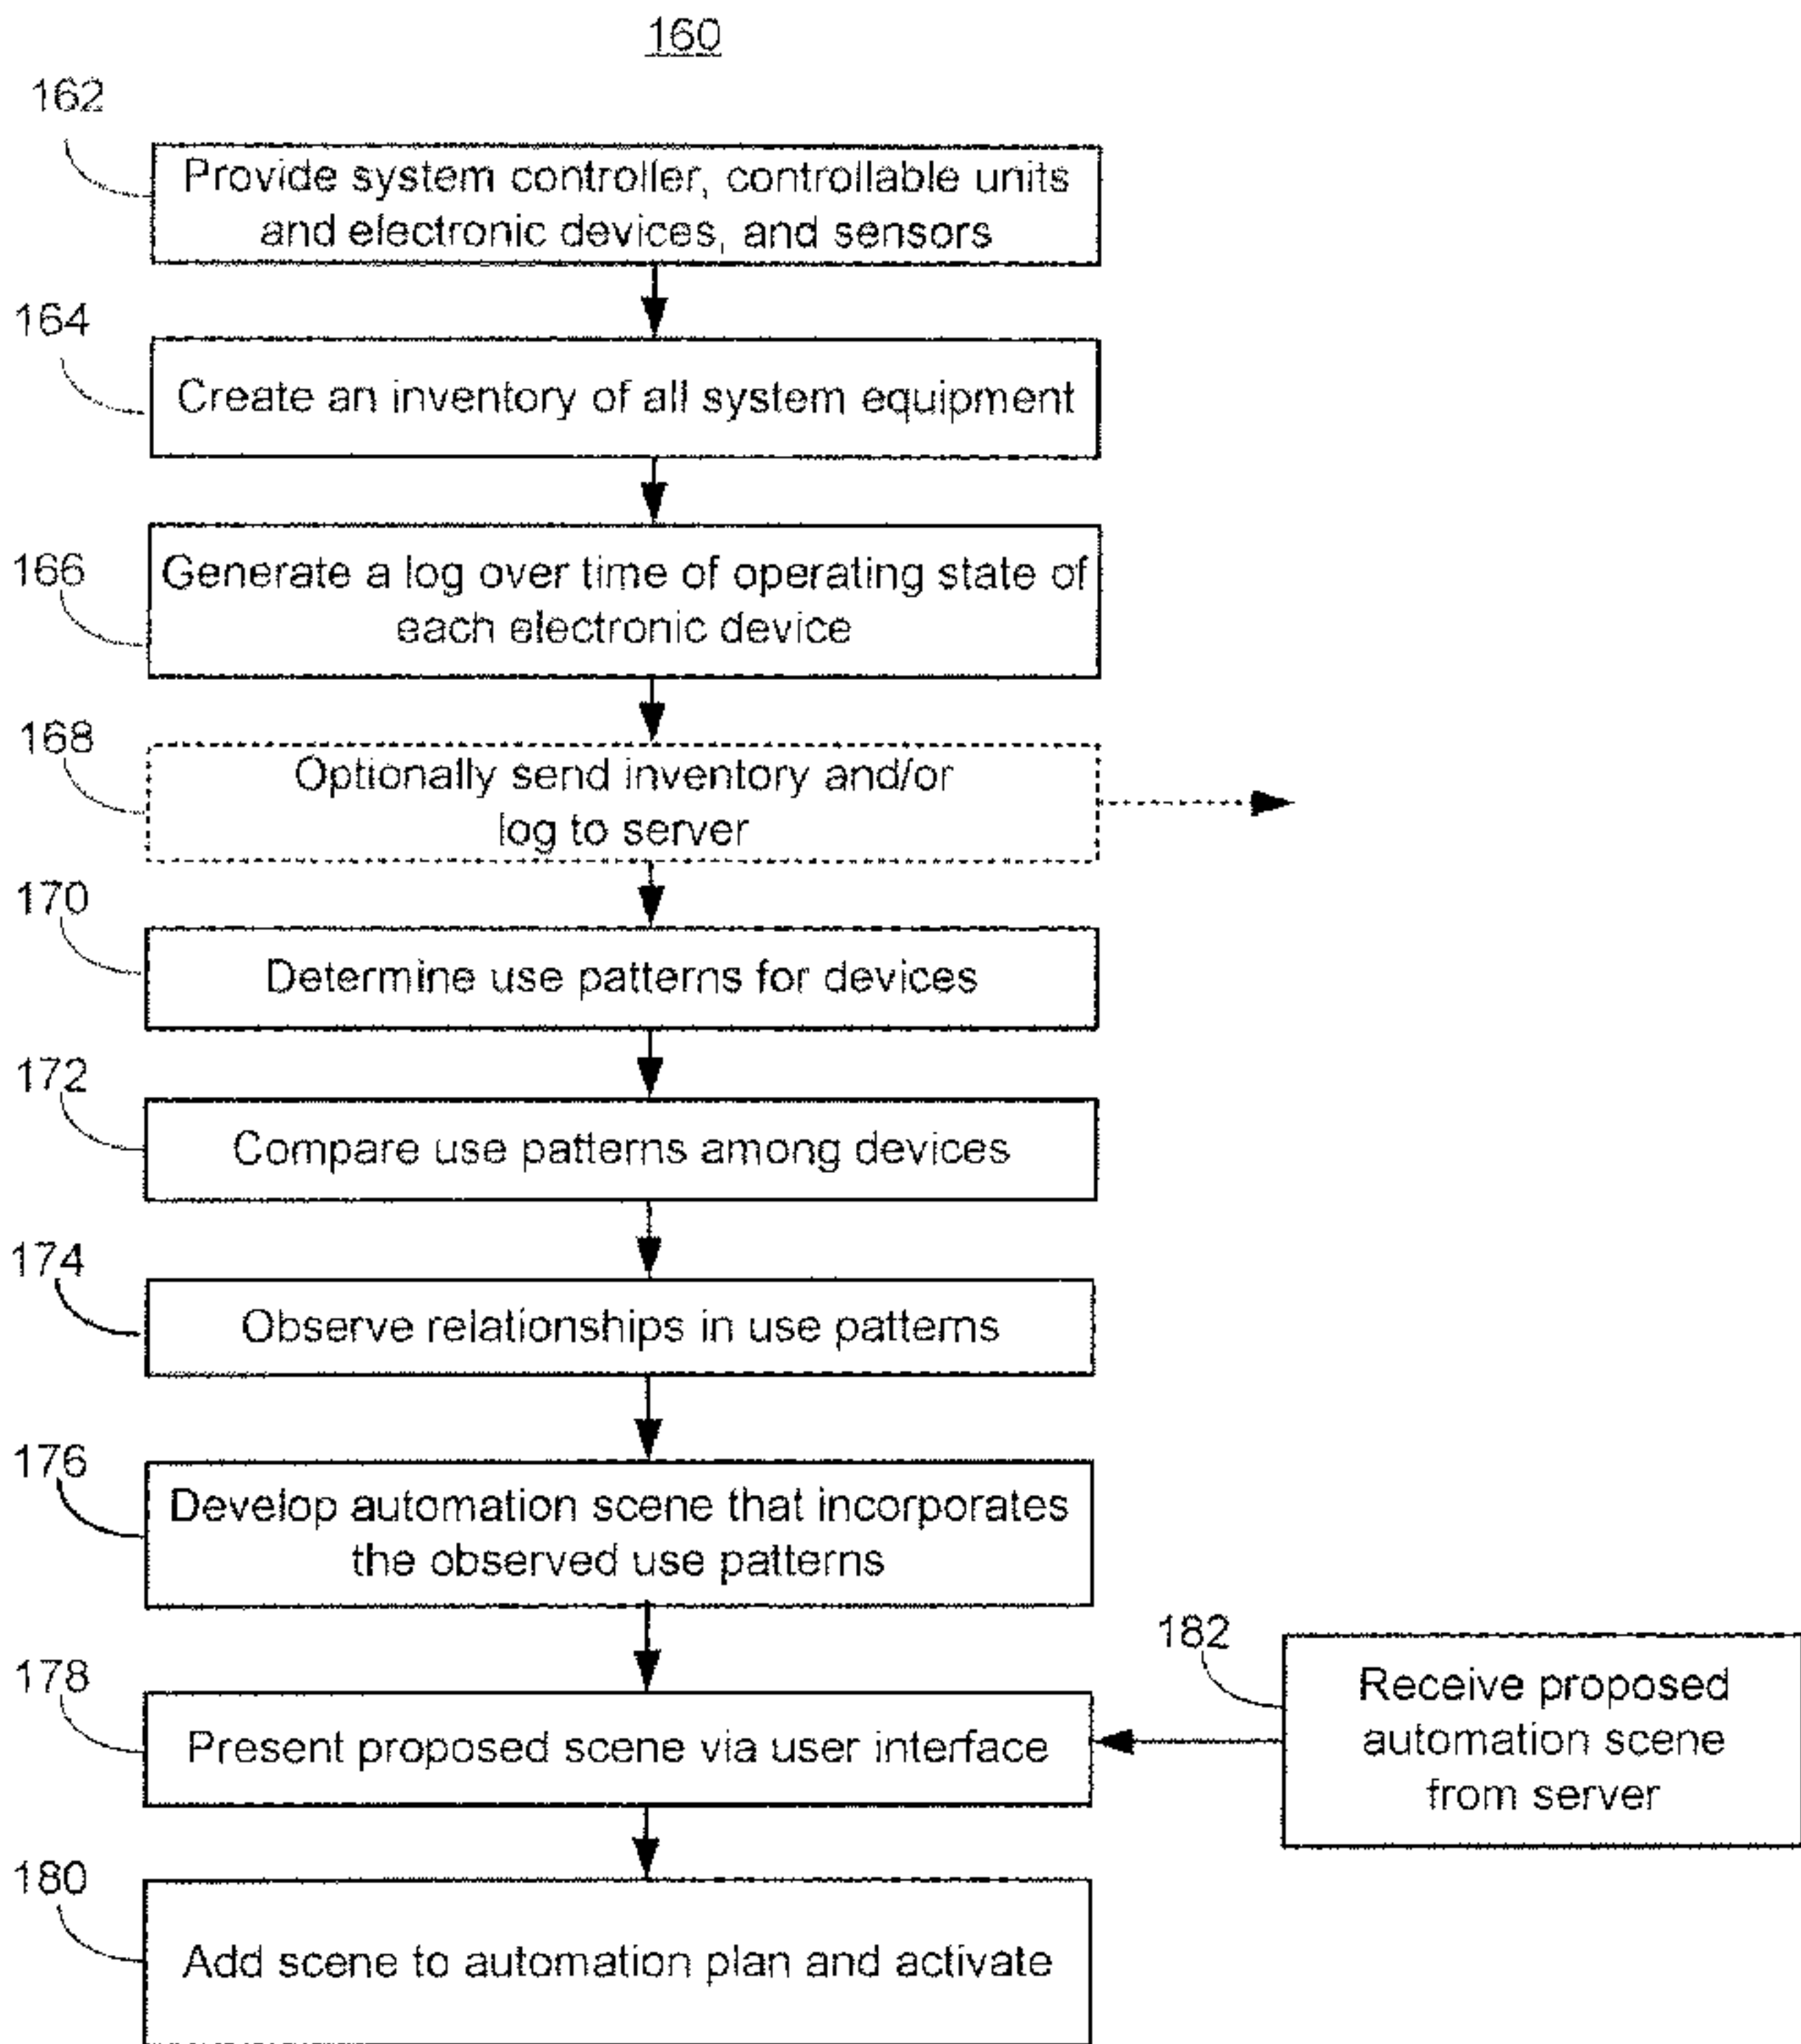 160
162
Provide system controller, controllable units
and electronic devices, and sensors
164
Create an inventory of all system equipment
166
Generate a log over time of operating state of
each electronic device
168
Optionally send inventory and/or
log to server
170
Determine use patterns for devices
172
Compare use patterns among devices
174
Observe relationships in use patterns
176
Develop automation scene that incorporates
the observed use patterns
178
Present proposed scene via user interface
182
Receive proposed
automation scene
from server
180
Add scene to automation plan and activate